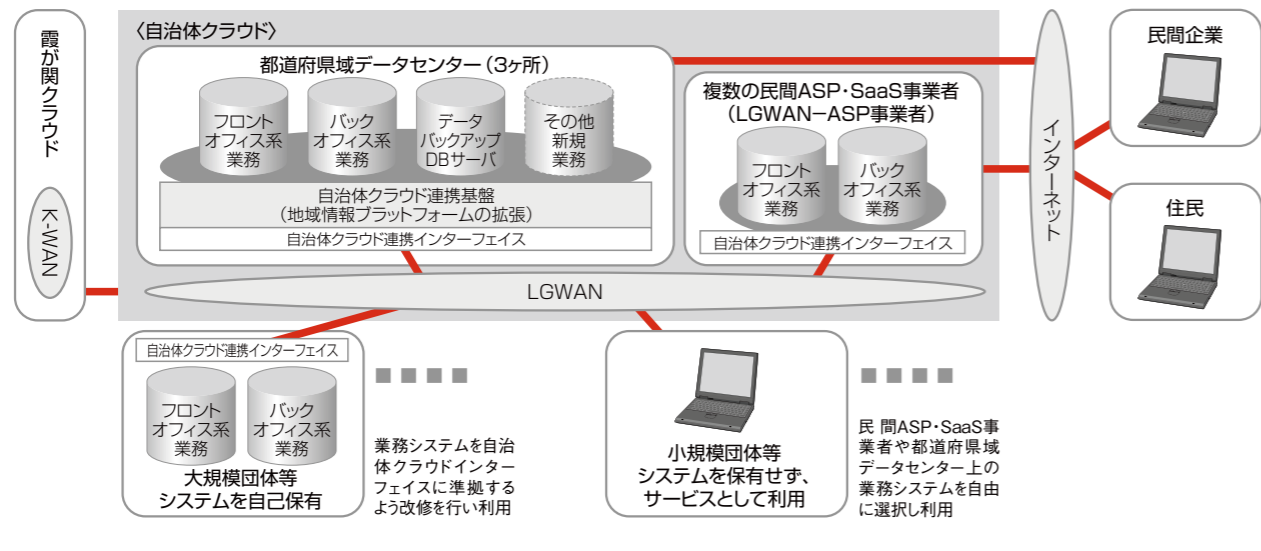 霞が関クラウド
K-WAN
〈自治体クラウド〉
都道府県域データセンター（3ヶ所）
フロント
オフィス系
業務
バック
オフィス系
業務
データ
バックアップ
DBサーバ
その他
新規
業務
自治体クラウド連携基盤
（地域情報プラットフォームの拡張）
自治体クラウド連携インターフェイス
複数の民間ASP・SaaS事業者
（LGWAN－ASP事業者）
フロント
オフィス系
業務
バック
オフィス系
業務
自治体クラウド連携インターフェイス
LGWAN
インターネット
民間企業
住民
自治体クラウド連携インターフェイス
フロント
オフィス系
業務
バック
オフィス系
業務
大規模団体等
システムを自己保有
業務システムを自治
体クラウドインター
フェイスに準拠する
よう改修を行い利用
小規模団体等
システムを保有せず、
サービスとして利用
民間ASP・SaaS事
業者や都道府県域
データセンター上の
業務システムを自由
に選択し利用